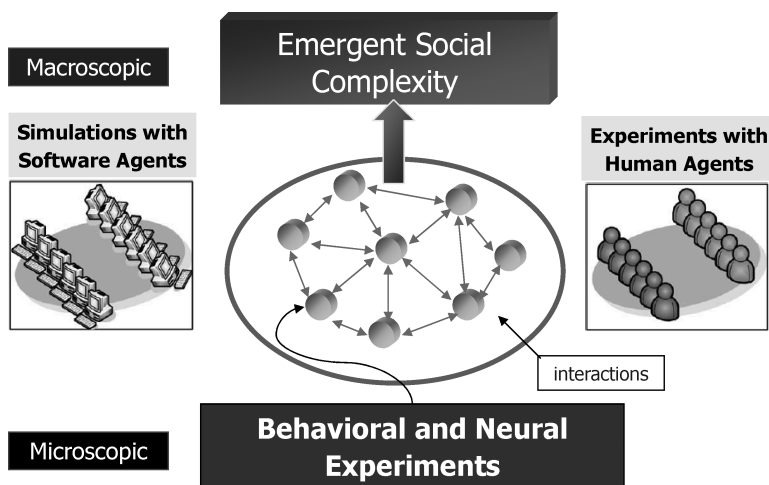 Macroscopic
Emergent Social
Complexity
Simulations with
Software Agents
Experiments with
Human Agents
interactions
Microscopic
Behavioral and Neural
Experiments